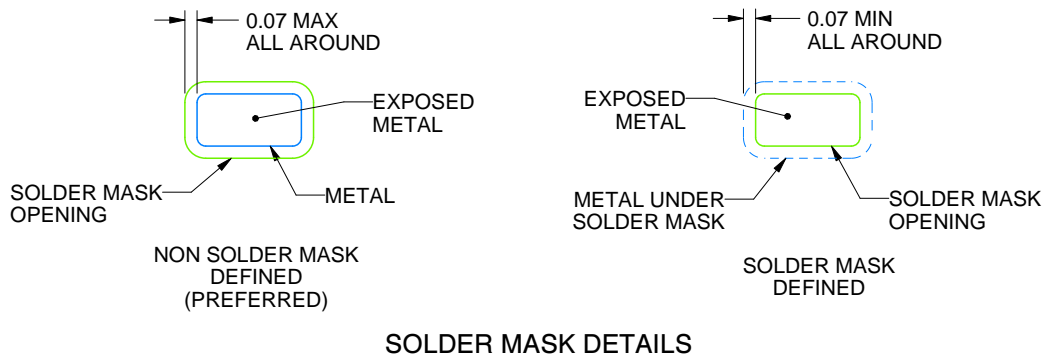 0.07 MAX
ALL AROUND
EXPOSED
METAL
SOLDER MASK
OPENING
METAL
NON SOLDER MASK
DEFINED
(PREFERRED)
0.07 MIN
ALL AROUND
EXPOSED
METAL
METAL UNDER
SOLDER MASK
SOLDER MASK
OPENING
SOLDER MASK
DEFINED
SOLDER MASK DETAILS